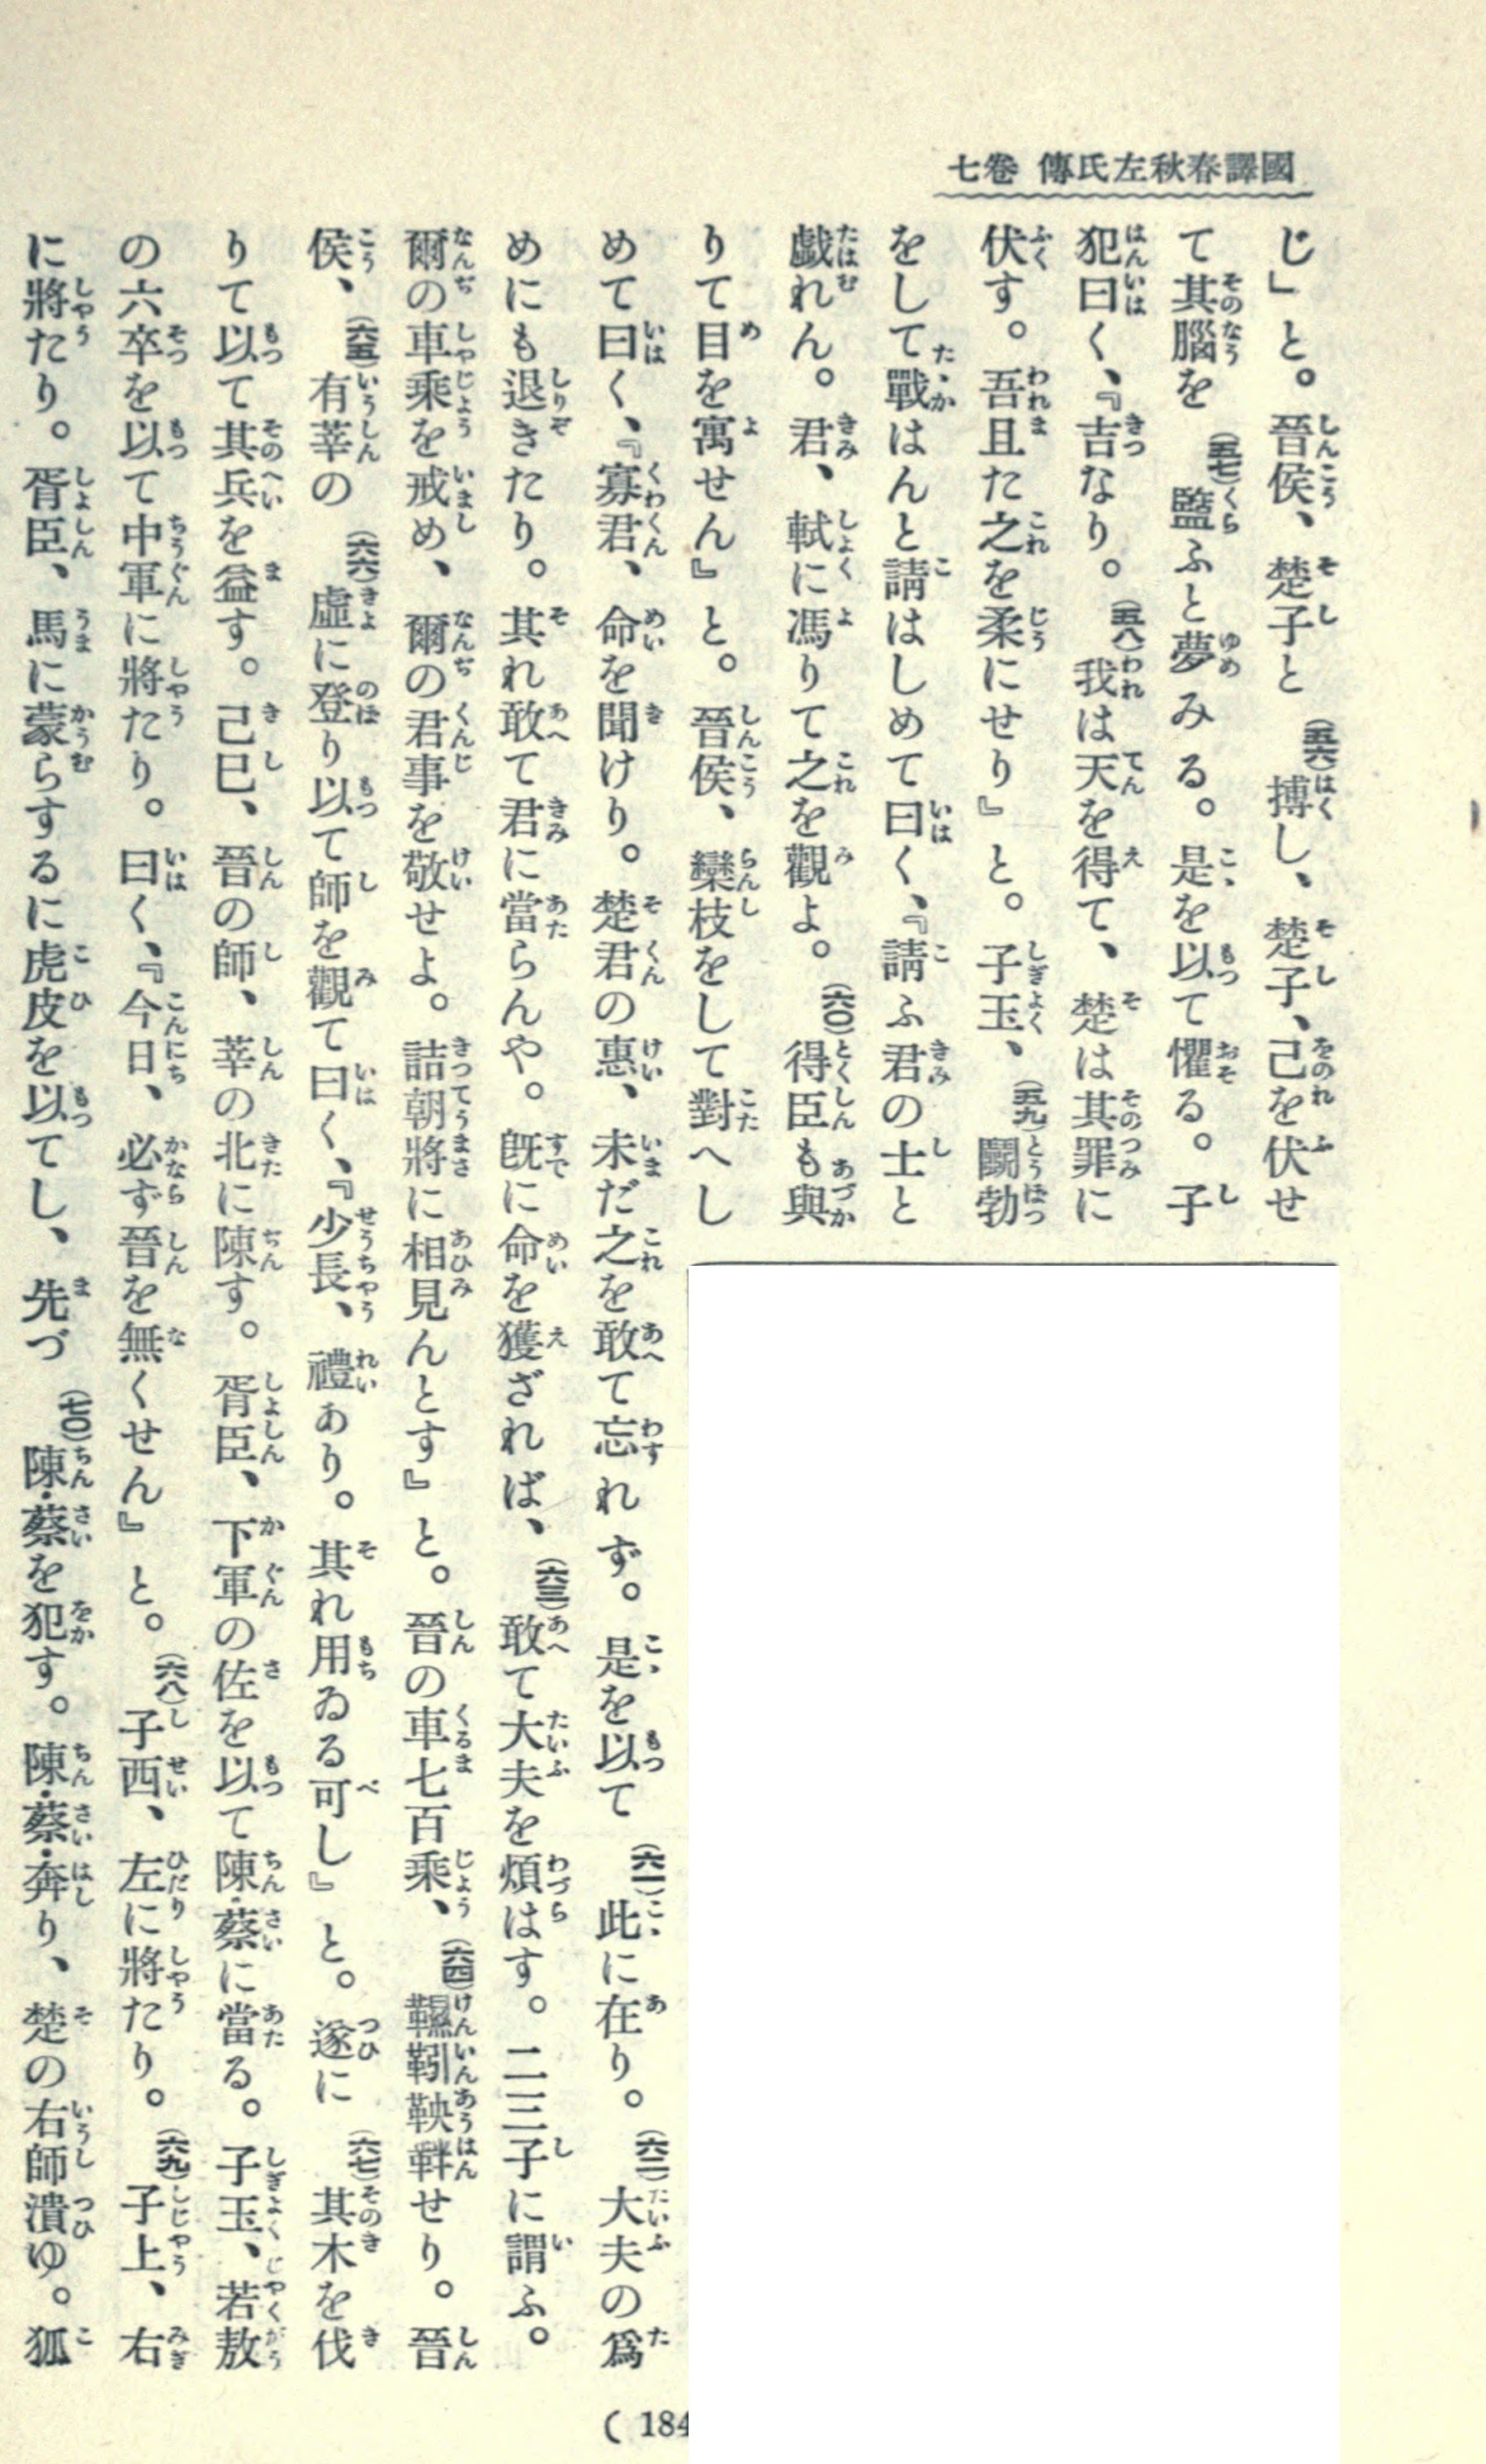 國譯春秋左氏傳 卷七
じ」と。晉侯、楚子と(五六)搏し、楚子、己を伏せ
て其腦を(五七)盬ふと夢みる。是を以て懼る。子
犯曰く、『吉なり。(五八)我は天を得て、楚は其罪に
伏す。吾且た之を柔にせり』と。子玉、(五九)鬪勃
をして戰はんと請はしめて曰く、『請ふ君の士と
戲れん。君、軾に馮りて之を觀よ。(六〇)得臣も與
りて目を寓せん』と。晉侯、欒枝をして對へし
めて曰く、『寡君、命を聞けり。楚君の惠、未だ之を敢て忘れず。是を以て(六一)此に在り。(六二)大夫の爲
めにも退きたり。其れ敢て君に當らんや。旣に命を獲ざれば、(六三)敢て大夫を煩はす。二三子に謂ふ。
爾の車乘を戒め、爾の君事を敬せよ。詰朝將に相見んとす』と。晉の車七百乘、(六四)韅靷鞅靽せり。晉
侯、(六五)有莘の(六六)虛に登り以て師を觀て曰く、『少長、禮あり。其れ用ゐる可し』と。遂に(六七)其木を伐
りて以て其兵を益す。己巳、晉の師、莘の北に陳す。胥臣、下軍の佐を以て陳・蔡に當る。子玉、若敖
の六卒を以て中軍に將たり。曰く、『今日、必ず晉を無くせん』と。(六八)子西、左に將たり。(六九)子上、右
に將たり。胥臣、馬に蒙らするに虎皮を以てし、先づ(七〇)陳・蔡を犯す。陳・蔡・奔り、楚の右師潰ゆ。狐
( 184